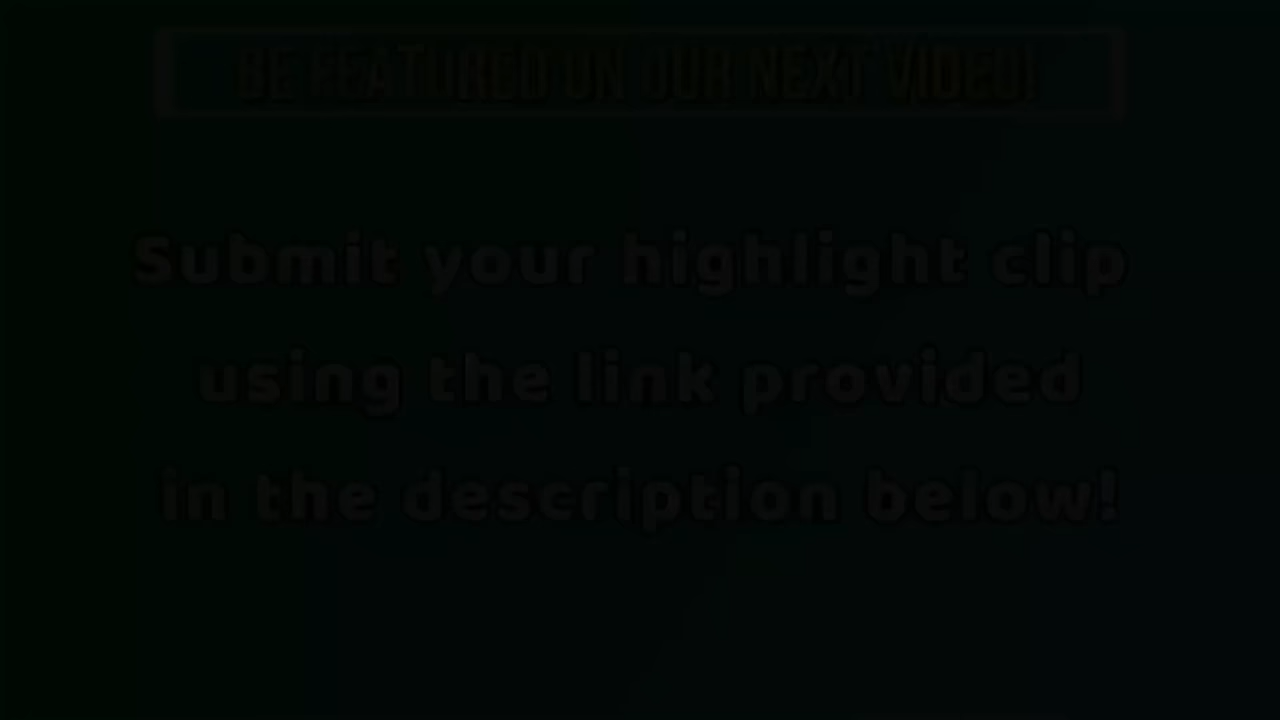 BE FEATURED ON OUR NEXT VIDEO!
Submit your highlight clip
using the link provided
in the description below!